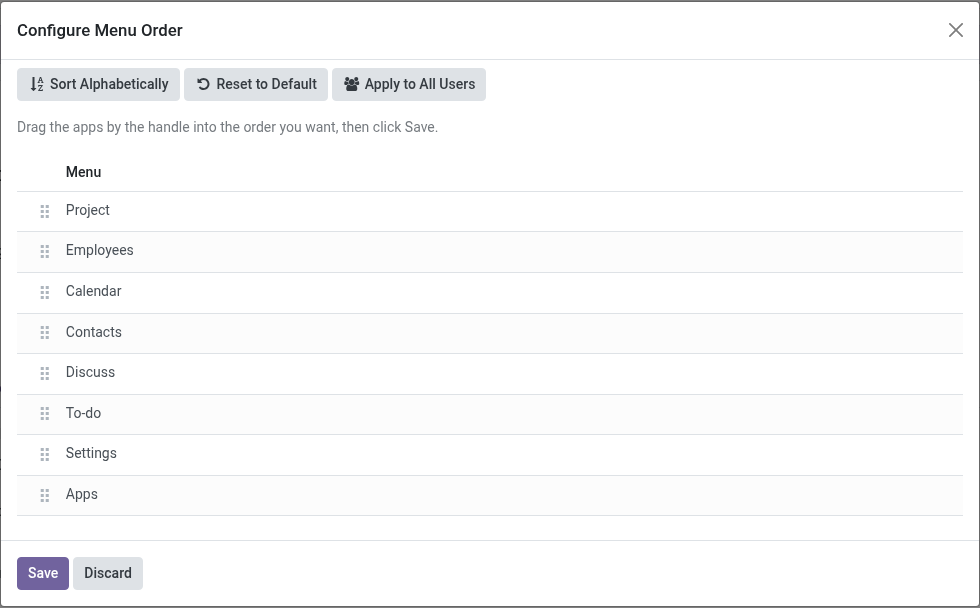 Configure Menu Order
Sort Alphabetically
Reset to Default
Apply to All Users
Drag the apps by the handle into the order you want, then click Save.
Menu
Project
Employees
Calendar
Contacts
Discuss
To-do
Settings
Apps
Save
Discard